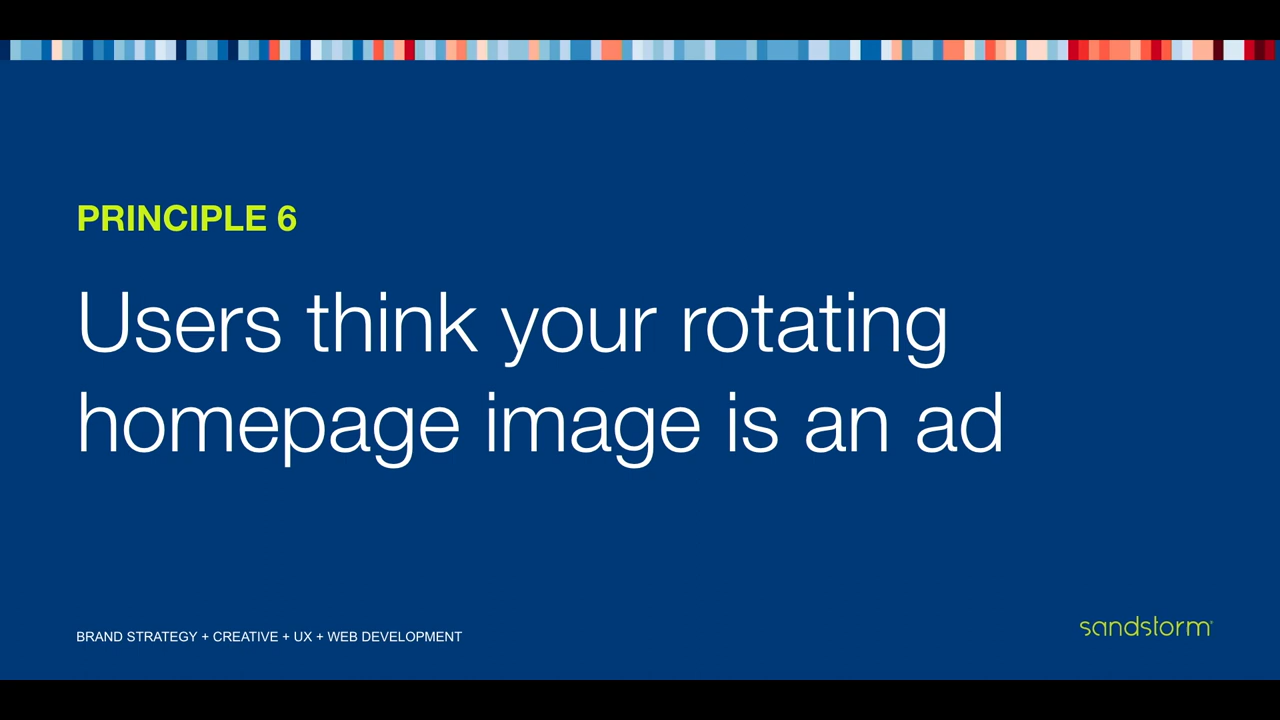 PRINCIPLE 6
Users think your rotating
homepage image is an ad
BRAND STRATEGY + CREATIVE + UX + WEB DEVELOPMENT
sandstorm